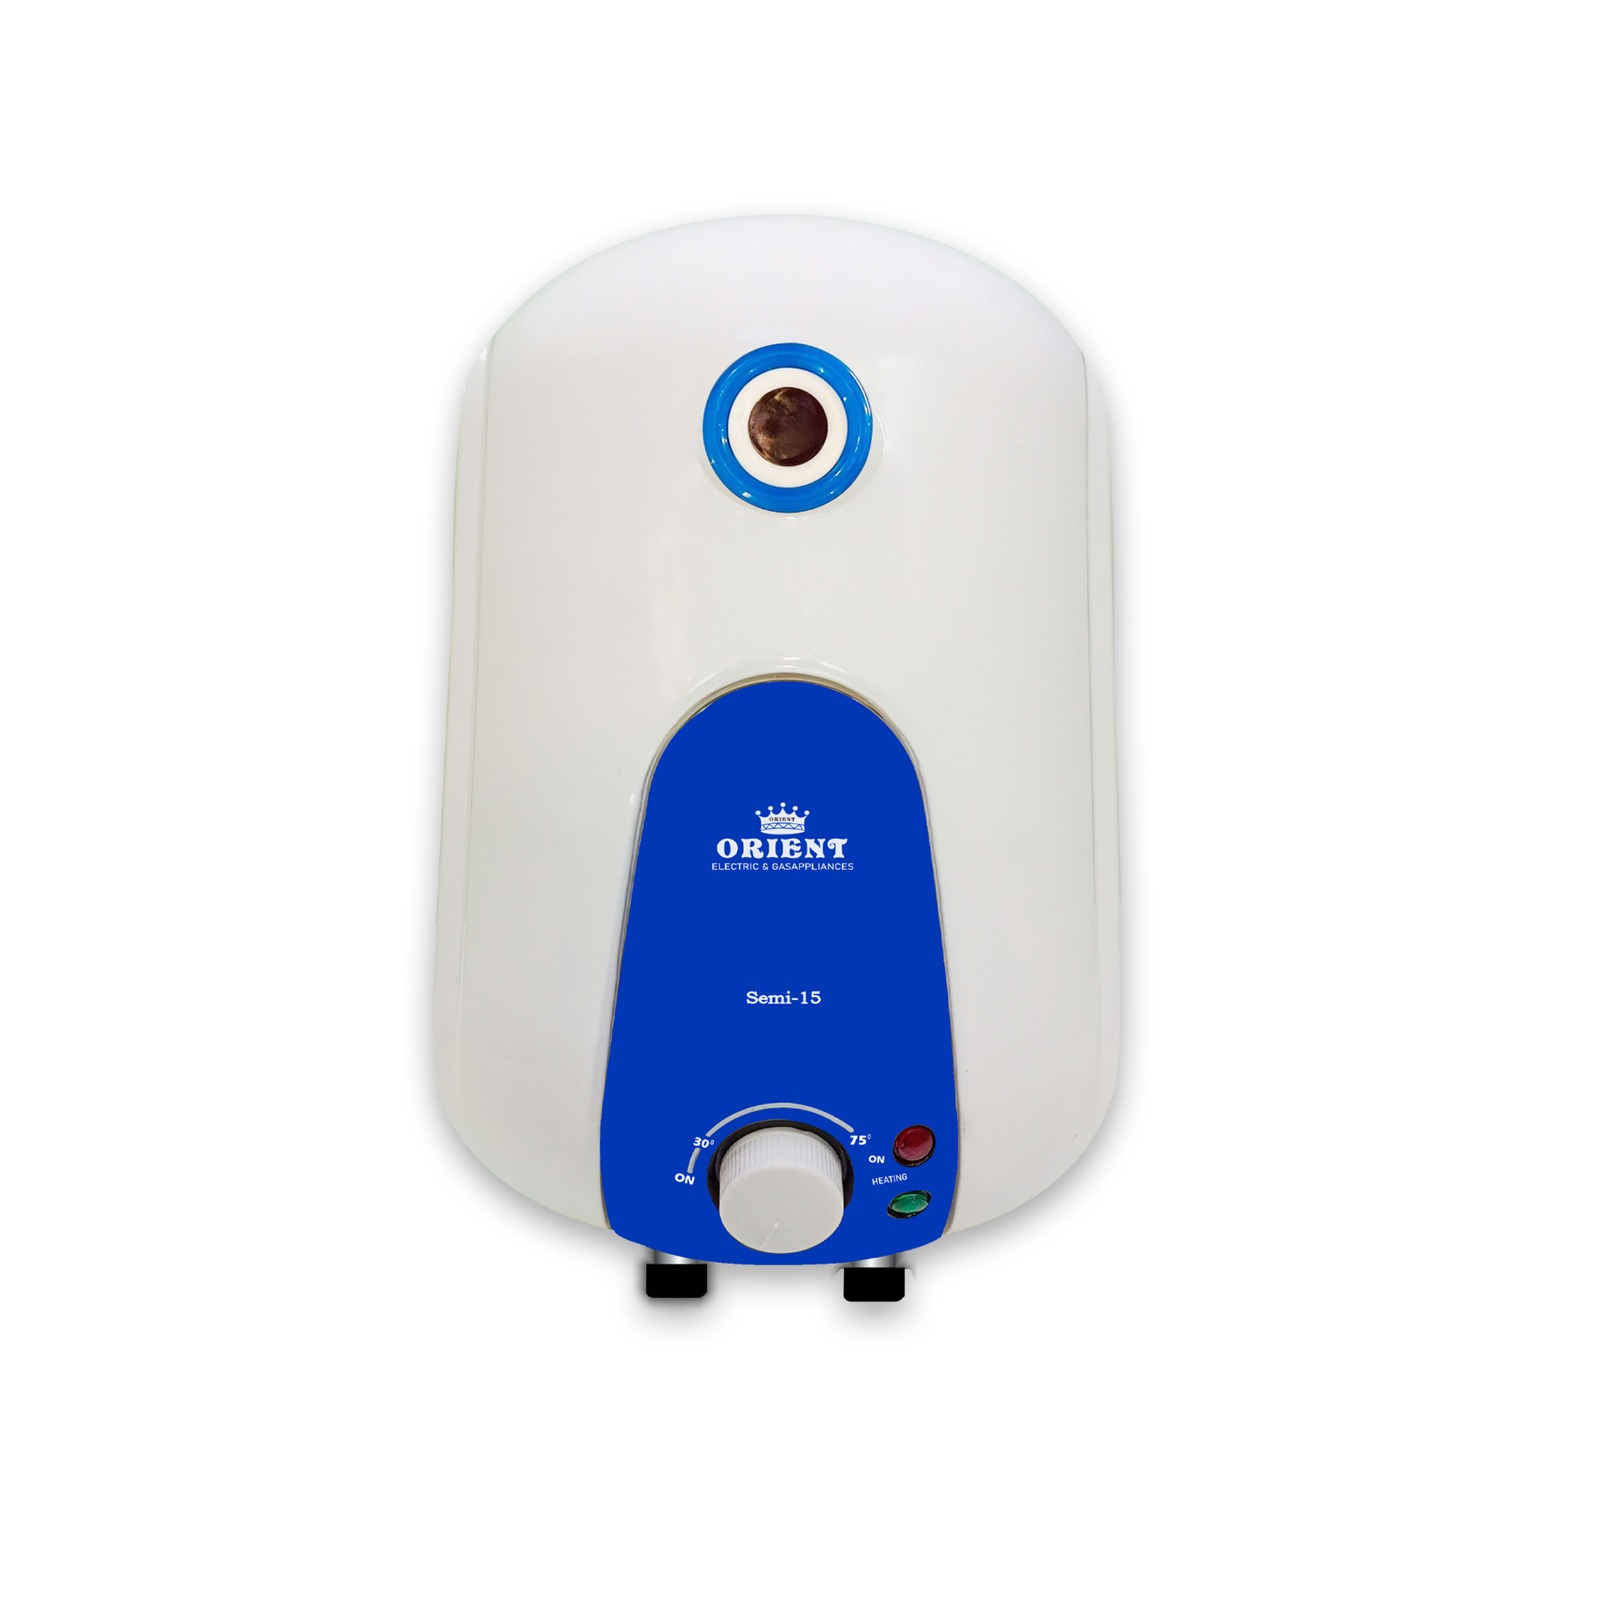 ORIENT
ORIENT
ELECTRIC & GASAPPLIANCES
Semi-15
30°
75°
ON
ON
HEATING